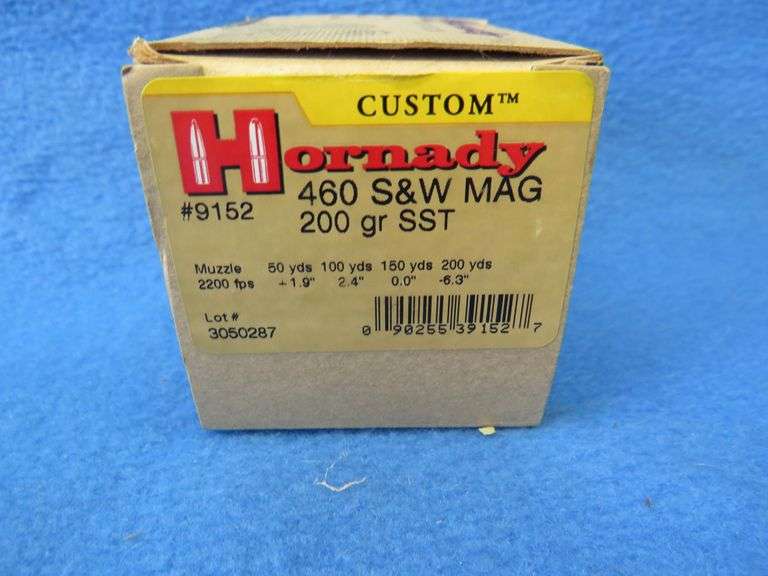 CUSTOM™
Hornady
#9152
460 S&W MAG
200 gr SST
Muzzle 50 yds 100 yds 150 yds 200 yds
2200 fps +1.9" 2.4" 0.0" -6.3"
Lot #
3050287
0 90255 39152 7